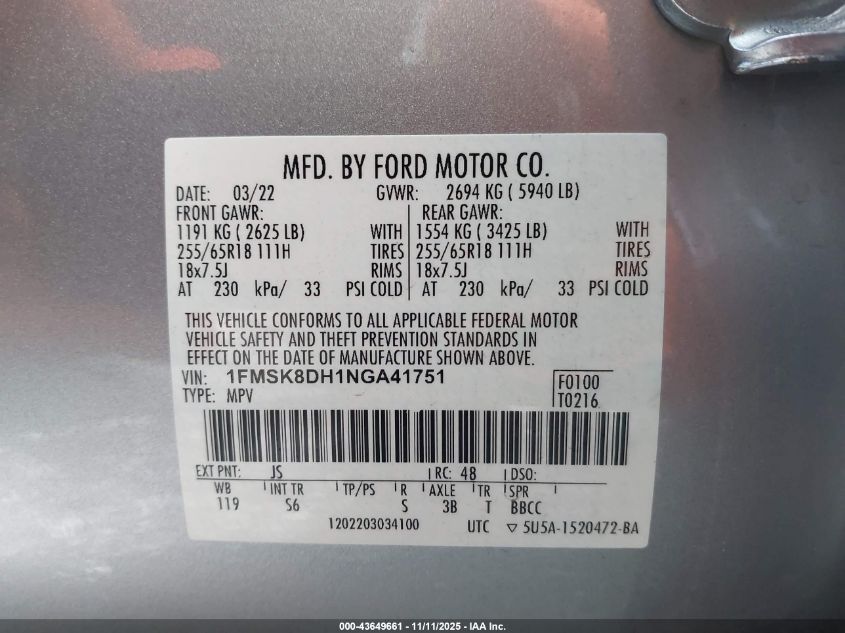 MFD. BY FORD MOTOR CO.
DATE: 03/22 GVWR: 2694 KG ( 5940 LB)
FRONT GAWR: REAR GAWR:
1191 KG ( 2625 LB) WITH 1554 KG ( 3425 LB) WITH
255/65R18 111H TIRES 255/65R18 111H TIRES
18x7.5J RIMS 18x7.5J RIMS
AT 230 kPa/ 33 PSI COLD AT 230 kPa/ 33 PSI COLD
THIS VEHICLE CONFORMS TO ALL APPLICABLE FEDERAL MOTOR
VEHICLE SAFETY AND THEFT PREVENTION STANDARDS IN
EFFECT ON THE DATE OF MANUFACTURE SHOWN ABOVE.
VIN: 1FMSK8DH1NGA41751 F0100
TYPE: MPV T0216
EXT PNT: JS RC: 48 DSO:
WB INT TR TP/PS R AXLE TR SPR
119 S6 S 3B T BBCC
1202203034100 UTC ▽ 5U5A-1520472-BA
000-43649661 - 11/11/2025 - IAA Inc.